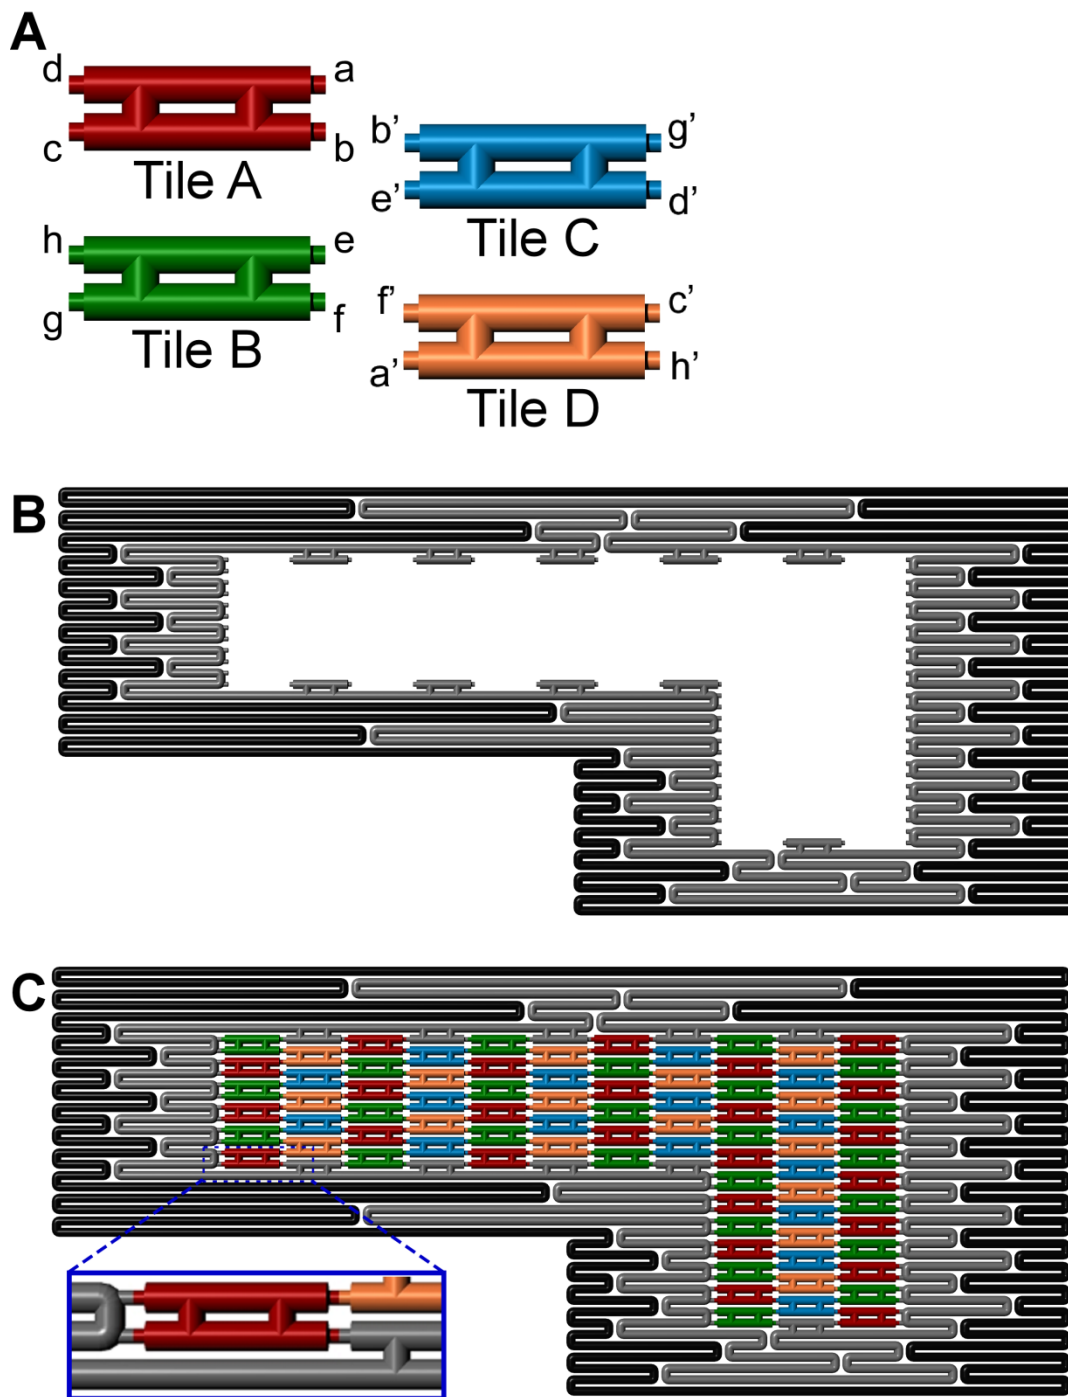 A
d a
c b
Tile A
b’ g’
e’ d’
Tile C
h e
g f
Tile B
f’ c’
a’ h’
Tile D
B
C